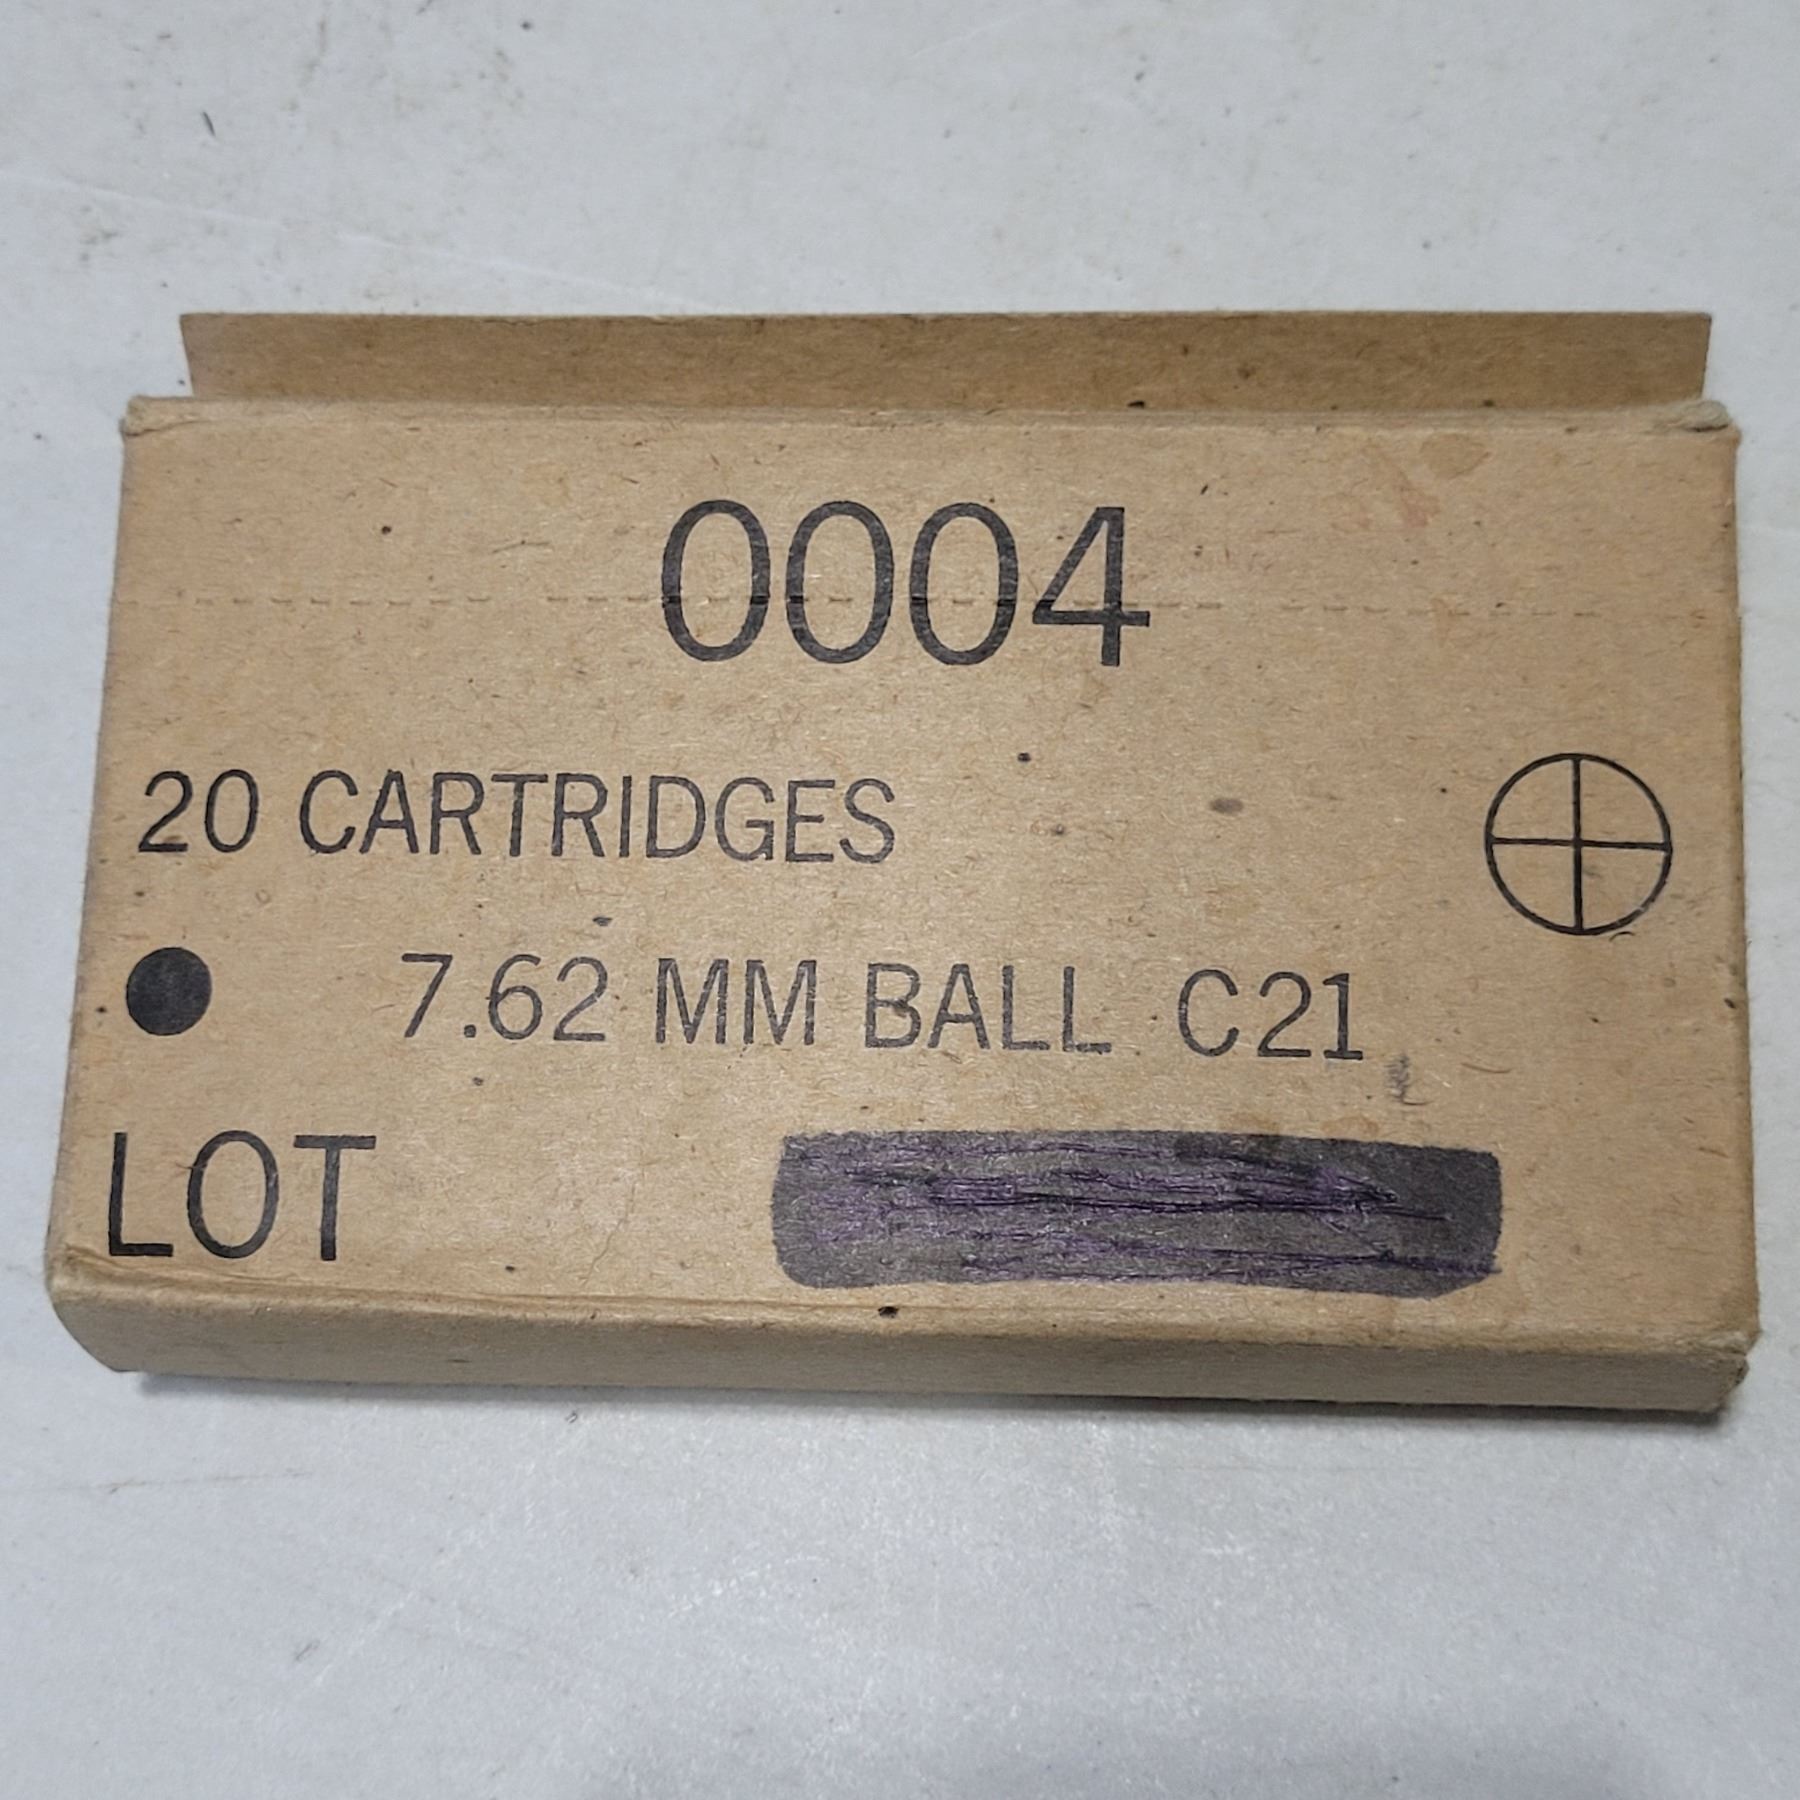 0004
20 CARTRIDGES
7.62 MM BALL C21
LOT